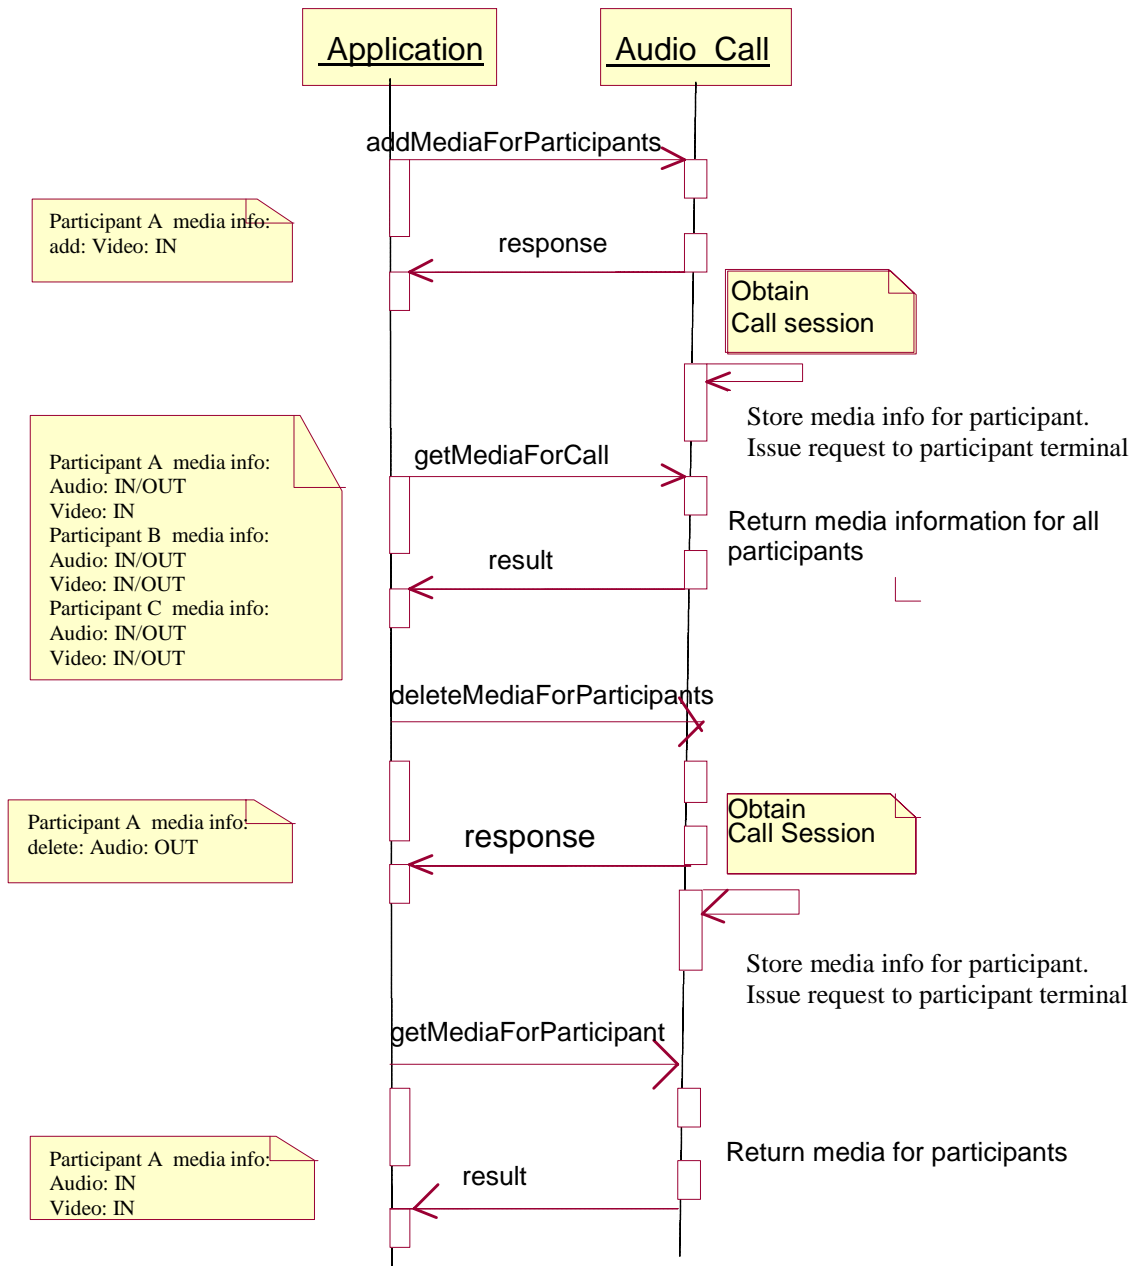 Application
Audio Call
addMediaForParticipants
Participant A media info:
add: Video: IN
response
Obtain
Call session
Store media info for participant.
Issue request to participant terminal
getMediaForCall
Participant A media info:
Audio: IN/OUT
Video: IN
Participant B media info:
Audio: IN/OUT
Video: IN/OUT
Participant C media info:
Audio: IN/OUT
Video: IN/OUT
Return media information for all
participants
result
deleteMediaForParticipants
Participant A media info:
delete: Audio: OUT
response
Obtain
Call Session
Store media info for participant.
Issue request to participant terminal
getMediaForParticipant
Participant A media info:
Audio: IN
Video: IN
Return media for participants
result